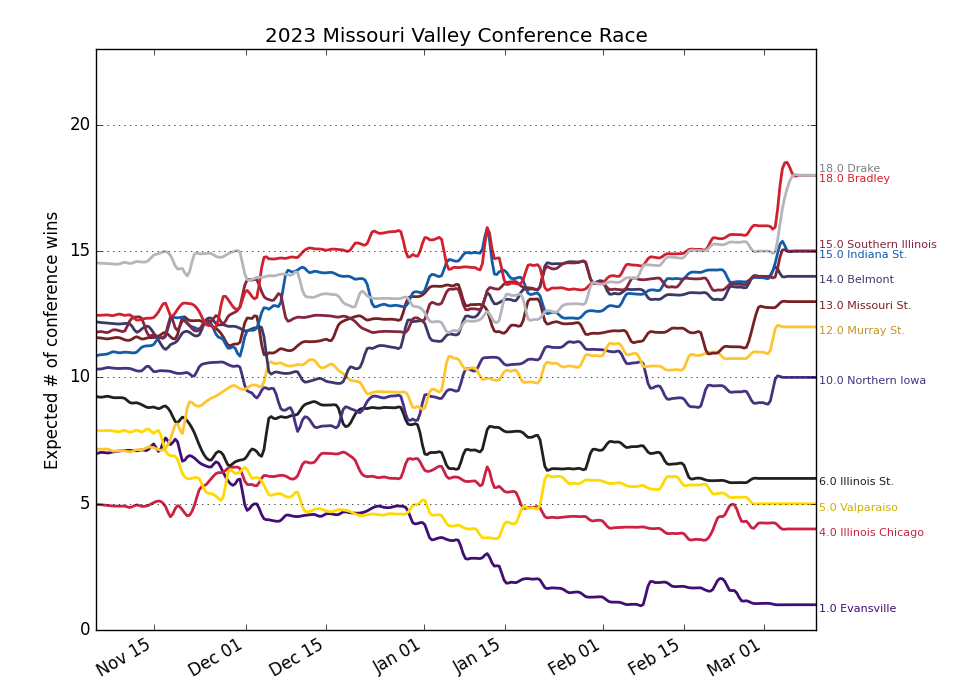 2023 Missouri Valley Conference Race
Expected # of conference wins
20
15
10
5
0
18.0 Drake
18.0 Bradley
15.0 Southern Illinois
15.0 Indiana St.
14.0 Belmont
13.0 Missouri St.
12.0 Murray St.
10.0 Northern Iowa
6.0 Illinois St.
5.0 Valparaiso
4.0 Illinois Chicago
1.0 Evansville
Nov 15
Dec 01
Dec 15
Jan 01
Jan 15
Feb 01
Feb 15
Mar 01